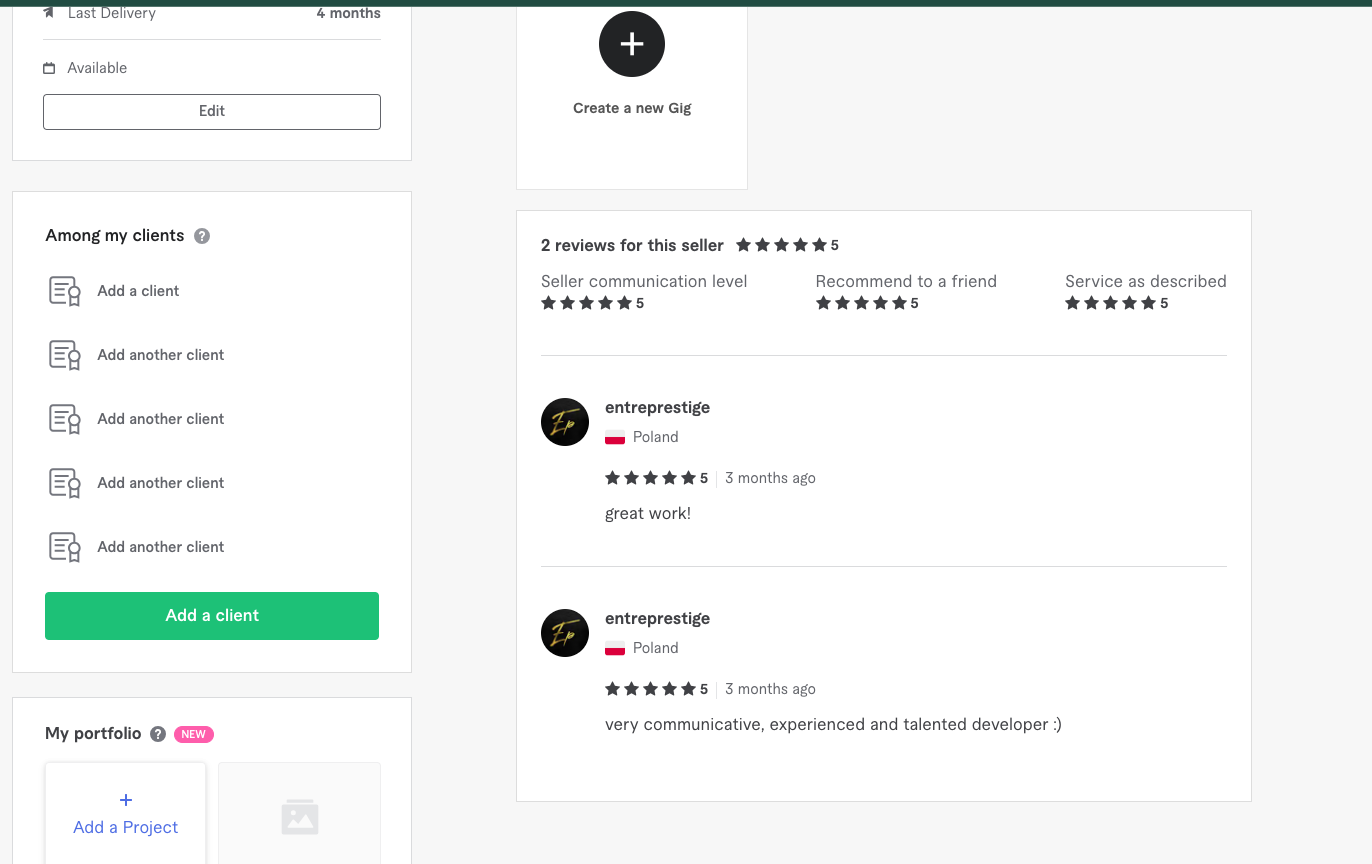 Last Delivery 4 months
Available
Edit
Among my clients ?
Add a client
Add another client
Add another client
Add another client
Add another client
Add a client
My portfolio ? NEW
+
Add a Project
+
Create a new Gig
2 reviews for this seller ★★★★★ 5
Seller communication level Recommend to a friend Service as described
★★★★★ 5 ★★★★★ 5 ★★★★★ 5
Ep
entreprestige
Poland
★★★★★ 5 | 3 months ago
great work!
Ep
entreprestige
Poland
★★★★★ 5 | 3 months ago
very communicative, experienced and talented developer :)